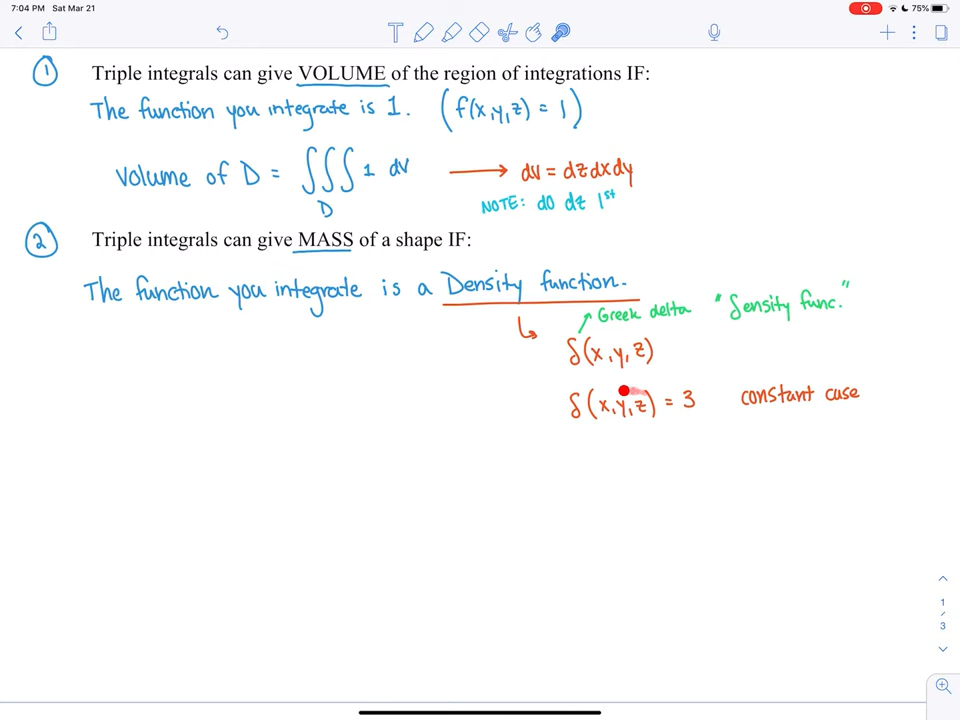 7:04 PM Sat Mar 21
75%
1 Triple integrals can give VOLUME of the region of integrations IF:
The function you integrate is 1. (f(x,y,z) = 1)
Volume of D = ∭ 1 dV → dV = dz dx dy
D
NOTE: do dz 1st
2 Triple integrals can give MASS of a shape IF:
The function you integrate is a Density function.
Greek delta "δensity func."
δ(x,y,z)
δ(x,y,z) = 3 constant case
1
/
3